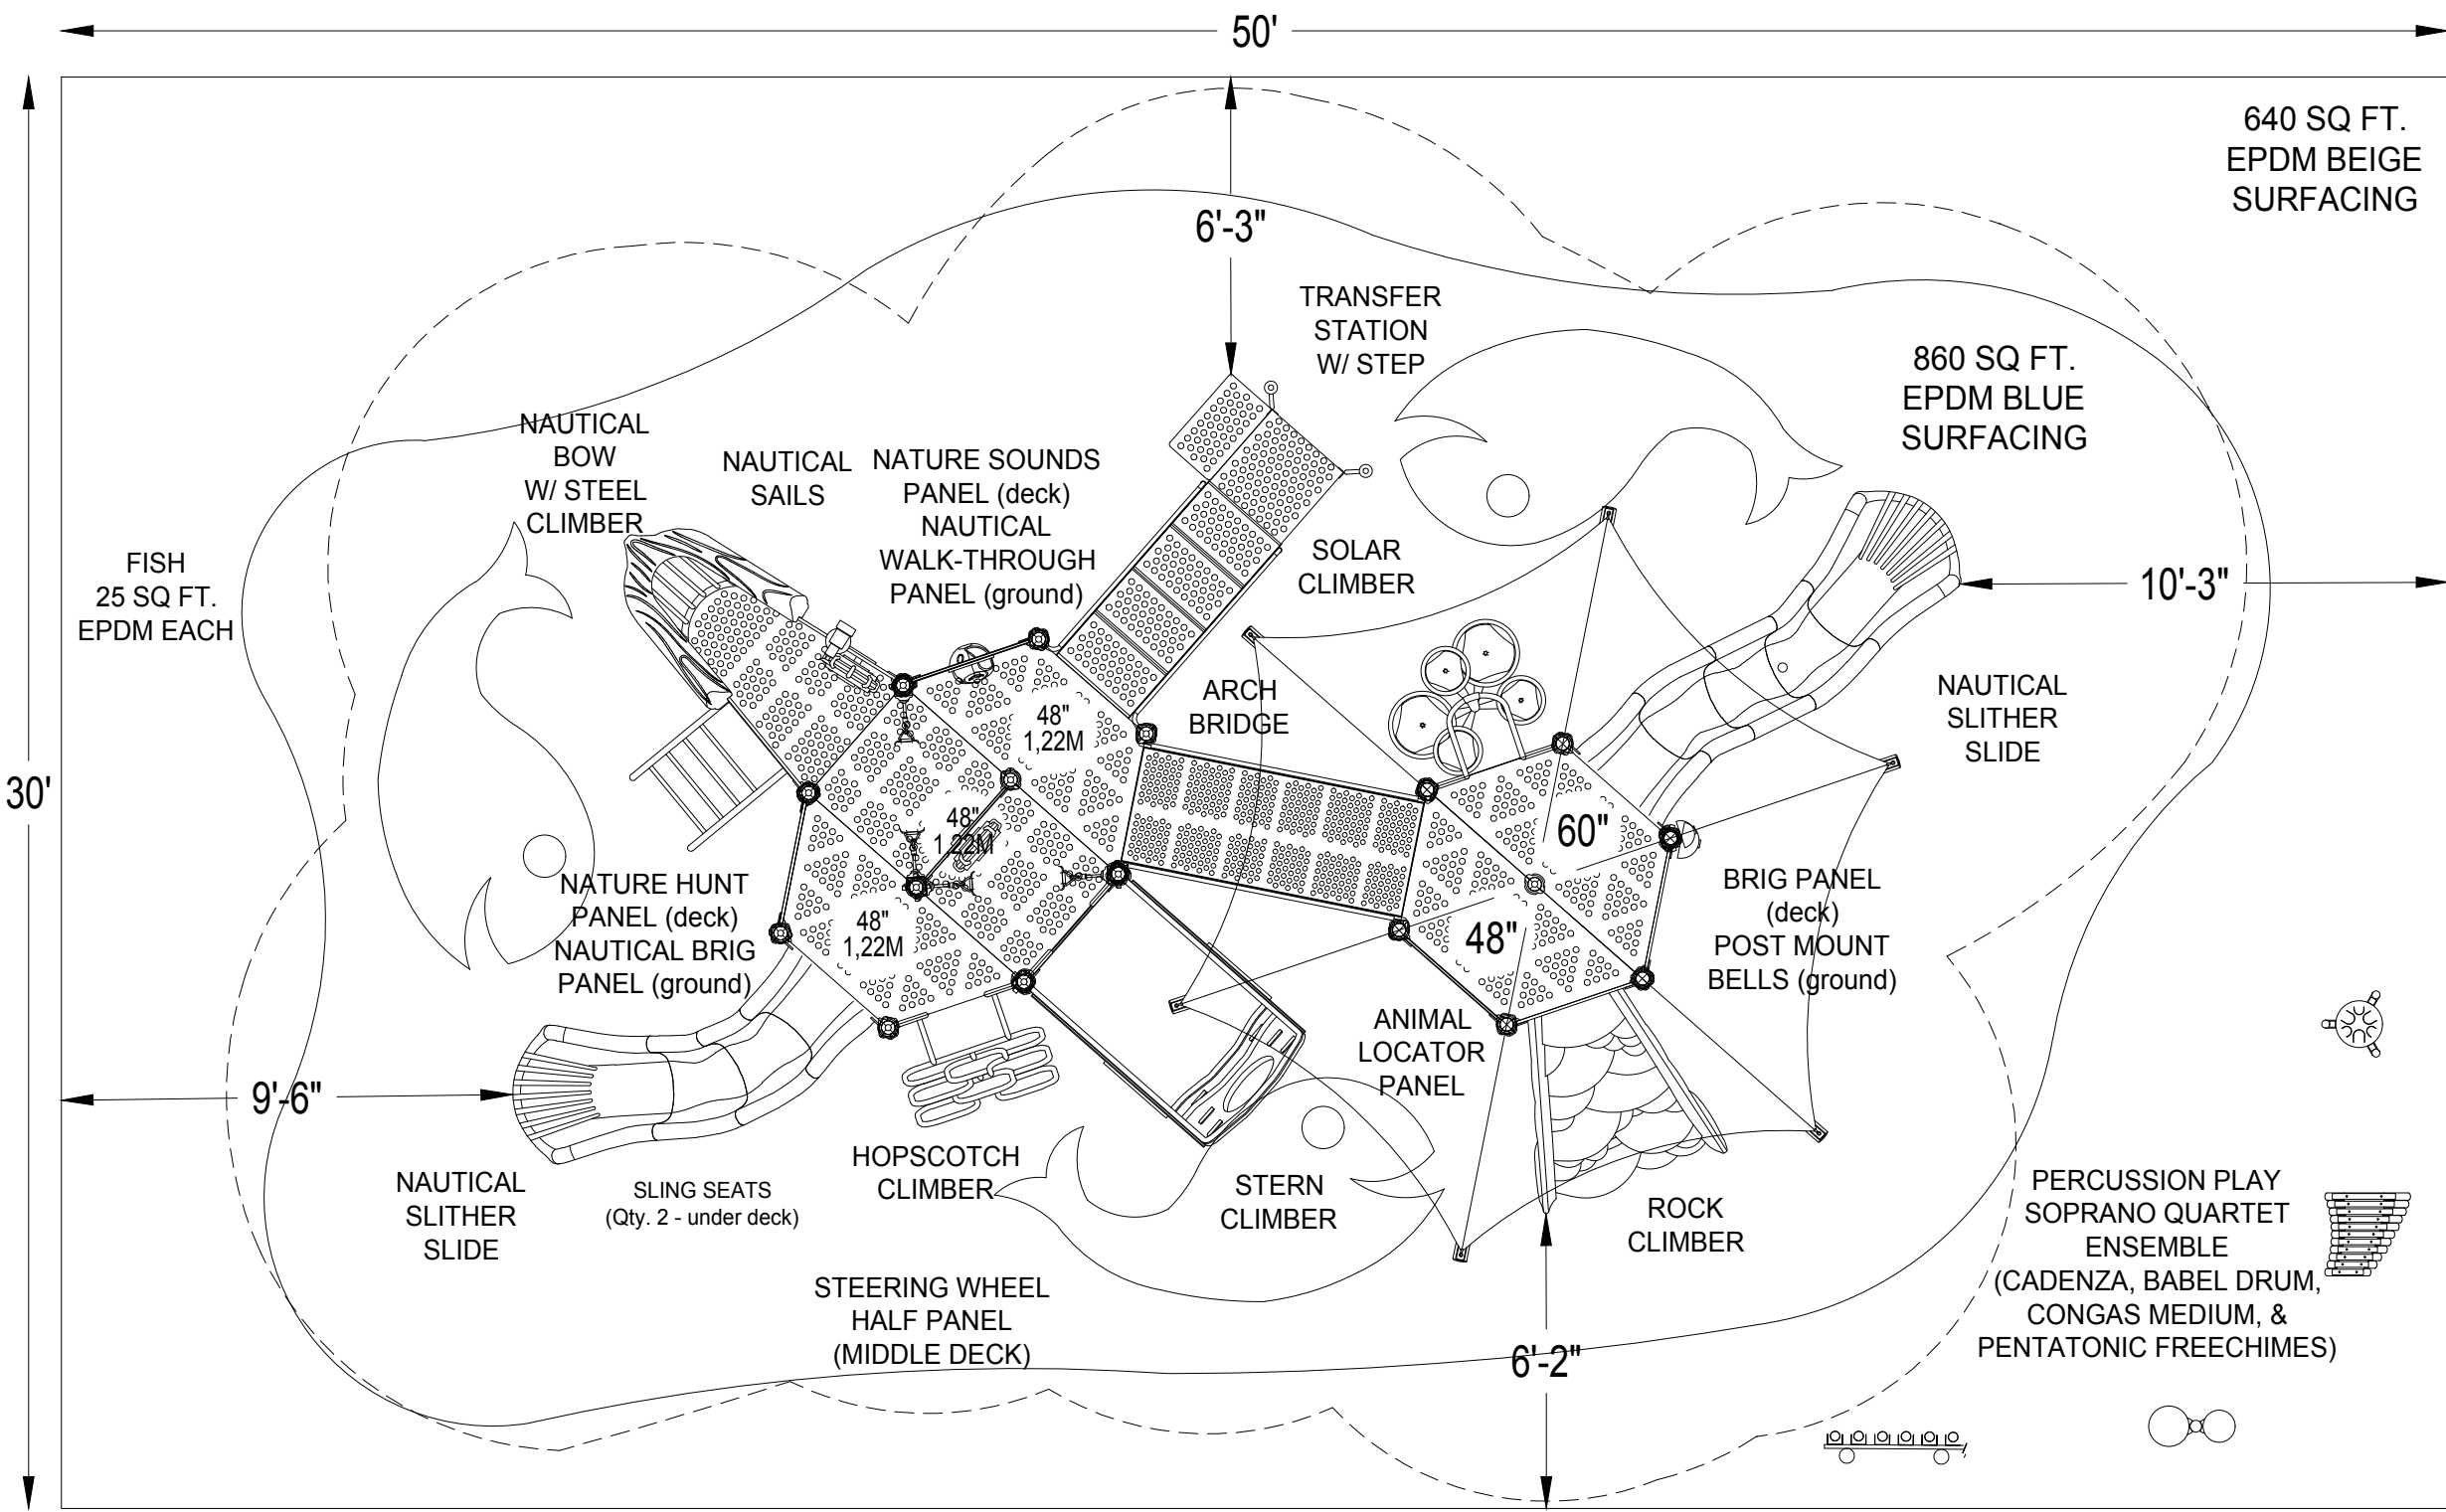 50'
640 SQ FT.
EPDM BEIGE
SURFACING
6'-3"
TRANSFER
STATION
W/ STEP
860 SQ FT.
EPDM BLUE
SURFACING
NAUTICAL
BOW
W/ STEEL
CLIMBER
NAUTICAL
SAILS
NATURE SOUNDS
PANEL (deck)
NAUTICAL
WALK-THROUGH
PANEL (ground)
SOLAR
CLIMBER
FISH
25 SQ FT.
EPDM EACH
10'-3"
ARCH
BRIDGE
NAUTICAL
SLITHER
SLIDE
48"
1,22M
30'
48"
1,22M
60"
48"
1,22M
48"
NATURE HUNT
PANEL (deck)
NAUTICAL BRIG
PANEL (ground)
BRIG PANEL
(deck)
POST MOUNT
BELLS (ground)
ANIMAL
LOCATOR
PANEL
9'-6"
NAUTICAL
SLITHER
SLIDE
SLING SEATS
(Qty. 2 - under deck)
HOPSCOTCH
CLIMBER
STERN
CLIMBER
ROCK
CLIMBER
PERCUSSION PLAY
SOPRANO QUARTET
ENSEMBLE
(CADENZA, BABEL DRUM,
CONGAS MEDIUM, &
PENTATONIC FREECHIMES)
STEERING WHEEL
HALF PANEL
(MIDDLE DECK)
6'-2"